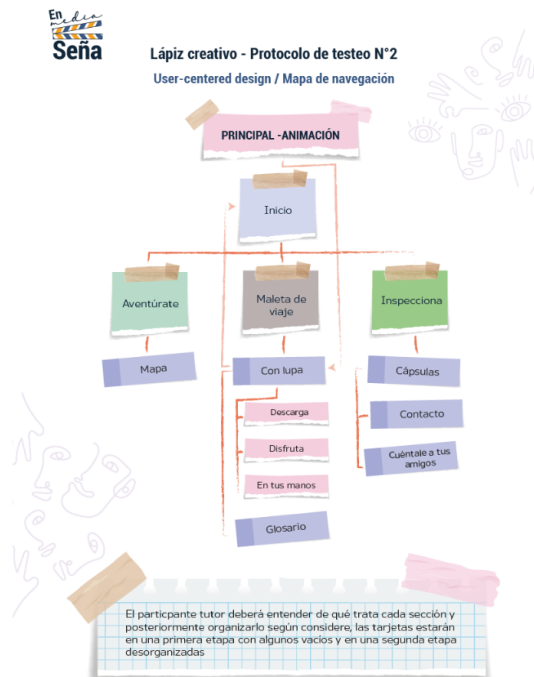 En
media
Seña
Lápiz creativo - Protocolo de testeo N°2
User-centered design / Mapa de navegación
PRINCIPAL -ANIMACIÓN
Inicio
Aventúrate
Maleta de
viaje
Inspecciona
Mapa
Con lupa
Cápsulas
Descarga
Contacto
Disfruta
Cuéntale a tus
amigos
En tus manos
Glosario
El particpante tutor deberá entender de qué trata cada sección y
posteriormente organizarlo según considere, las tarjetas estarán
en una primera etapa con algunos vacios y en una segunda etapa
desorganizadas